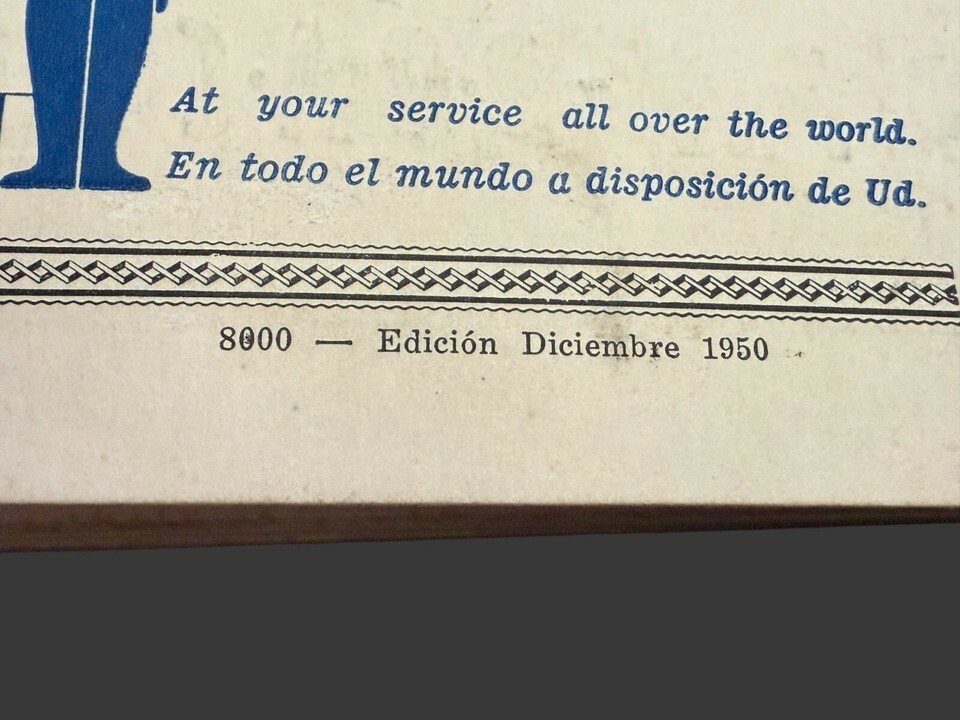 At your service all over the world.
En todo el mundo a disposición de Ud.
8000 — Edición Diciembre 1950